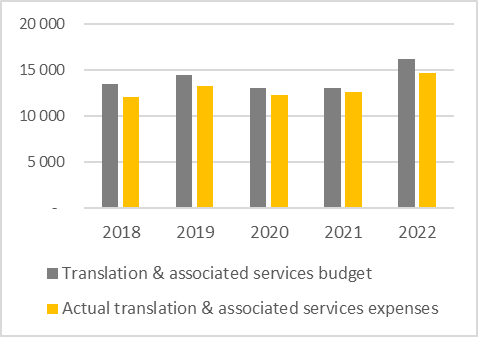 20 000
15 000
10 000
5 000
-
2018 2019 2020 2021 2022
Translation & associated services budget
Actual translation & associated services expenses